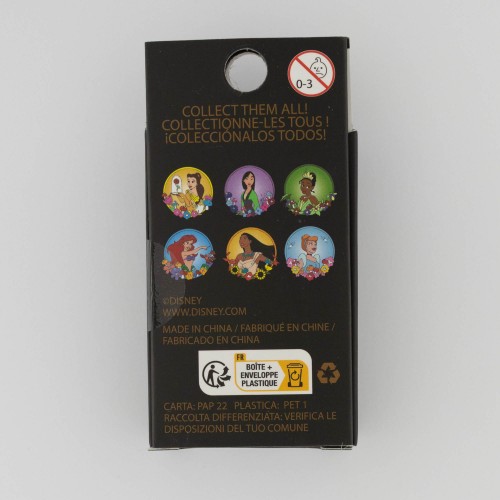 0-3
COLLECT THEM ALL!
COLLECTIONNE-LES TOUS !
¡COLECCIÓNALOS TODOS!
©DISNEY
WWW.DISNEY.COM
MADE IN CHINA / FABRIQUÉ EN CHINE /
FABRICADO EN CHINA
FR
BOÎTE +
ENVELOPPE
PLASTIQUE
CARTA: PAP 22 PLASTICA: PET 1
RACCOLTA DIFFERENZIATA: VERIFICA LE
DISPOSIZIONI DEL TUO COMUNE